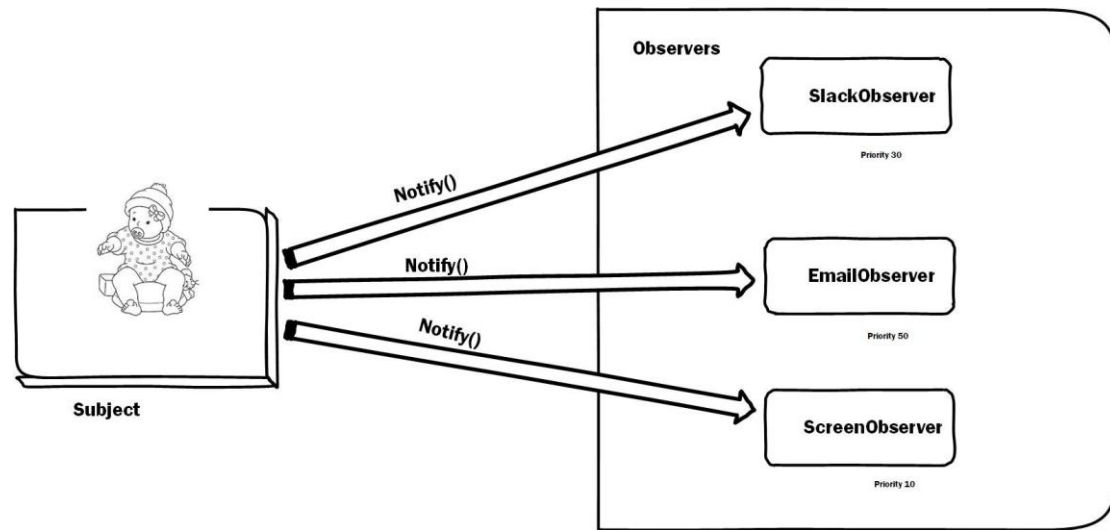 Observers
SlackObserver
Priority 30
Notify()
Notify()
EmailObserver
Priority 50
Notify()
ScreenObserver
Priority 10
Subject